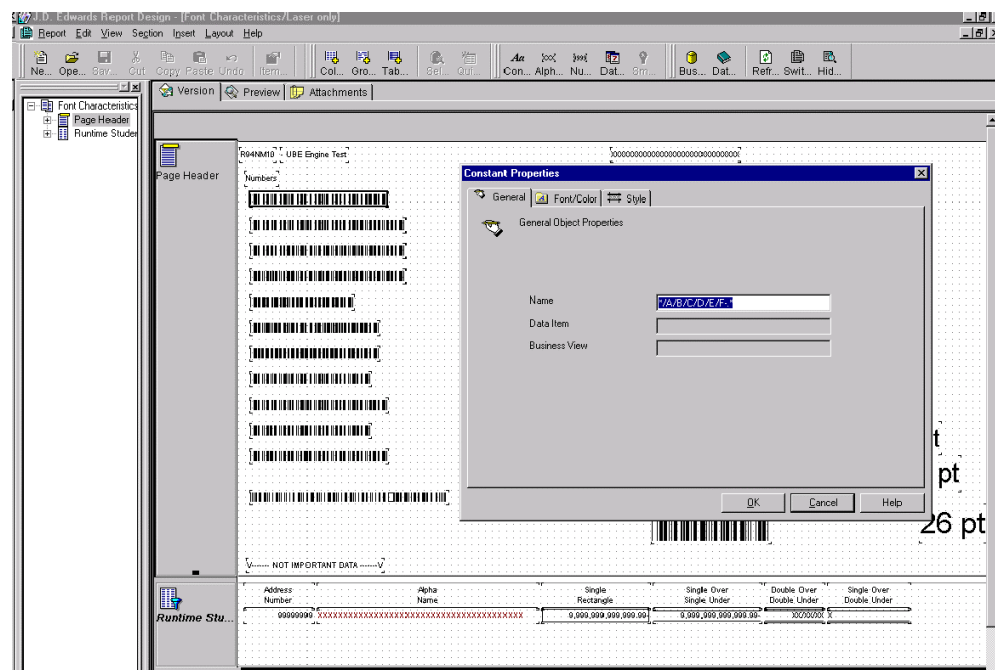 J.D. Edwards Report Design - [Font Characteristics/Laser only]
Report Edit View Section Insert Layout Help
Ne... Ope... Sav... Cut Copy Paste Undo Item... Col... Gro... Tab... Sel... Qui... Con... Alph... Nu... Dat... Sm... Bus... Dat... Refr... Swit... Hid...
Version Preview Attachments
Font Characteristics
Page Header
Runtime Studer
Page Header
R94NM10 - UBE Engine Test
Numbers
Constant Properties
General Font/Color Style
General Object Properties
Name */A/B/C/D/E/F-.*
Data Item
Business View
OK Cancel Help
t
pt
26 pt
V------- NOT IMPORTANT DATA -------V
Runtime Stu...
Address Alpha Single Single Over Double Over Single Over
Number Name Rectangle Single Under Double Under Double Under
99999999 XXXXXXXXXXXXXXXXXXXXXXXXXXXXXXXXXXXXXXXX 9,999,999,999,999.99- 9,999,999,999,999.99- XX/XX/XX X